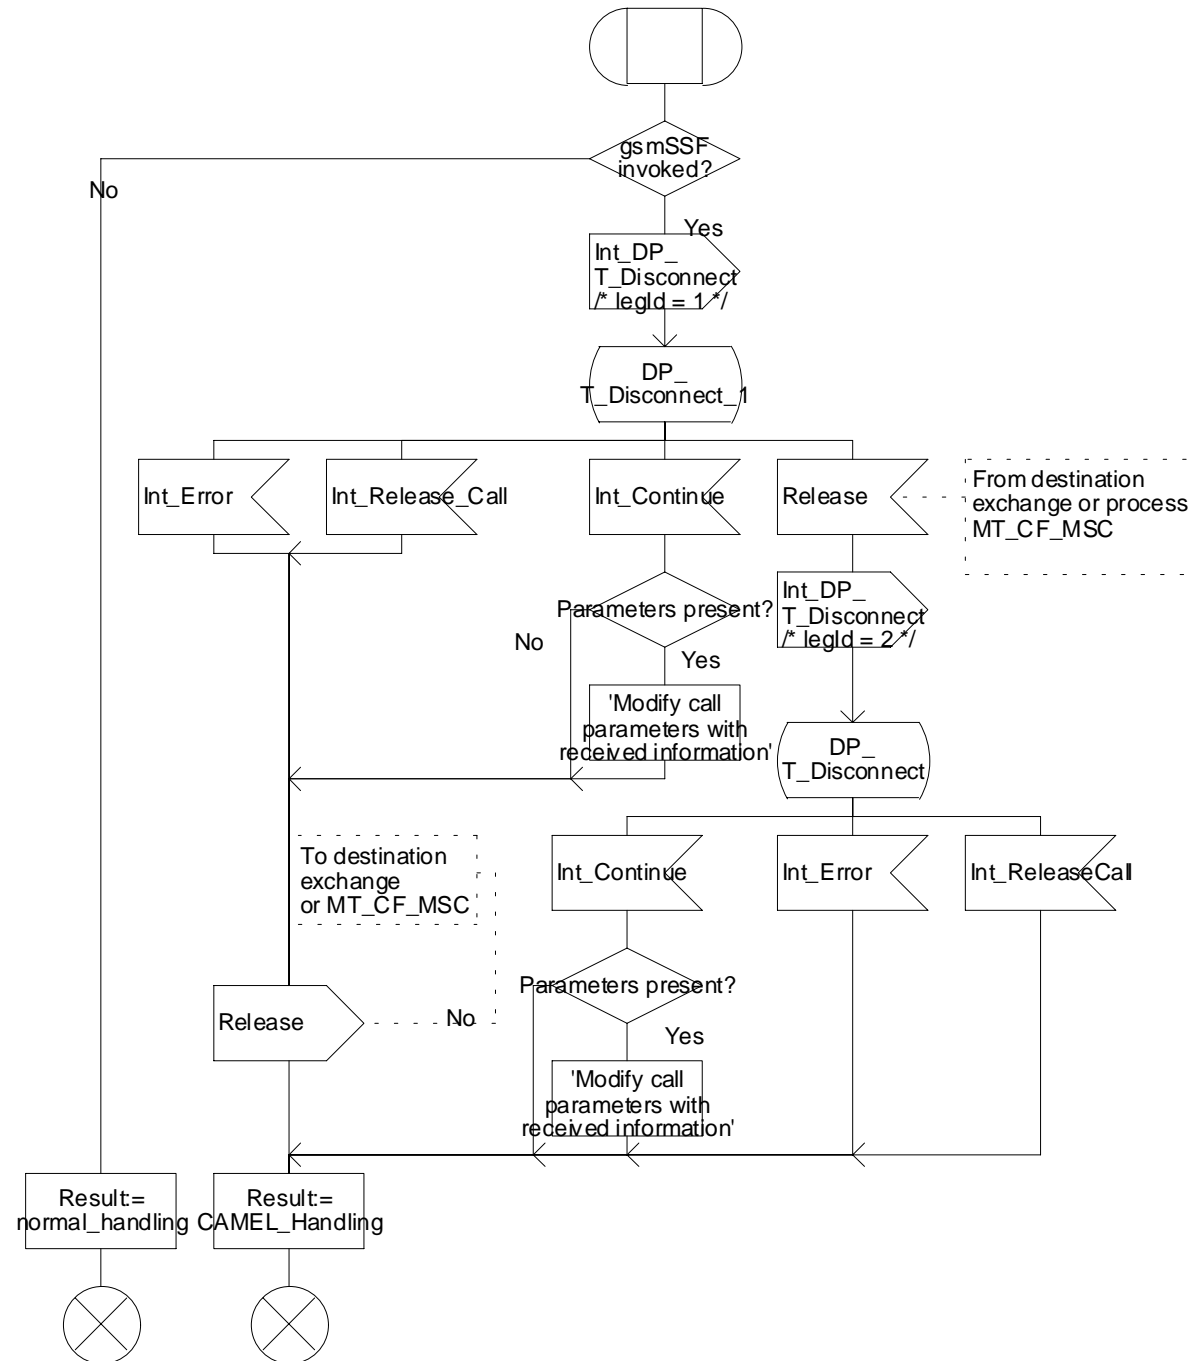 gsmSSF
invoked?
No
Yes
Int_DP_
T_Disconnect
/* legId = 1 */
DP_
T_Disconnect_1
Int_Error
Int_Release_Call
Int_Continue
Release
From destination
exchange or process
MT_CF_MSC
Parameters present?
No
Yes
Int_DP_
T_Disconnect
/* legId = 2 */
'Modify call
parameters with
received information'
DP_
T_Disconnect
To destination
exchange
or MT_CF_MSC
Int_Continue
Int_Error
Int_ReleaseCall
Parameters present?
Release
No
Yes
'Modify call
parameters with
received information'
Result:=
normal_handling
Result:=
CAMEL_Handling